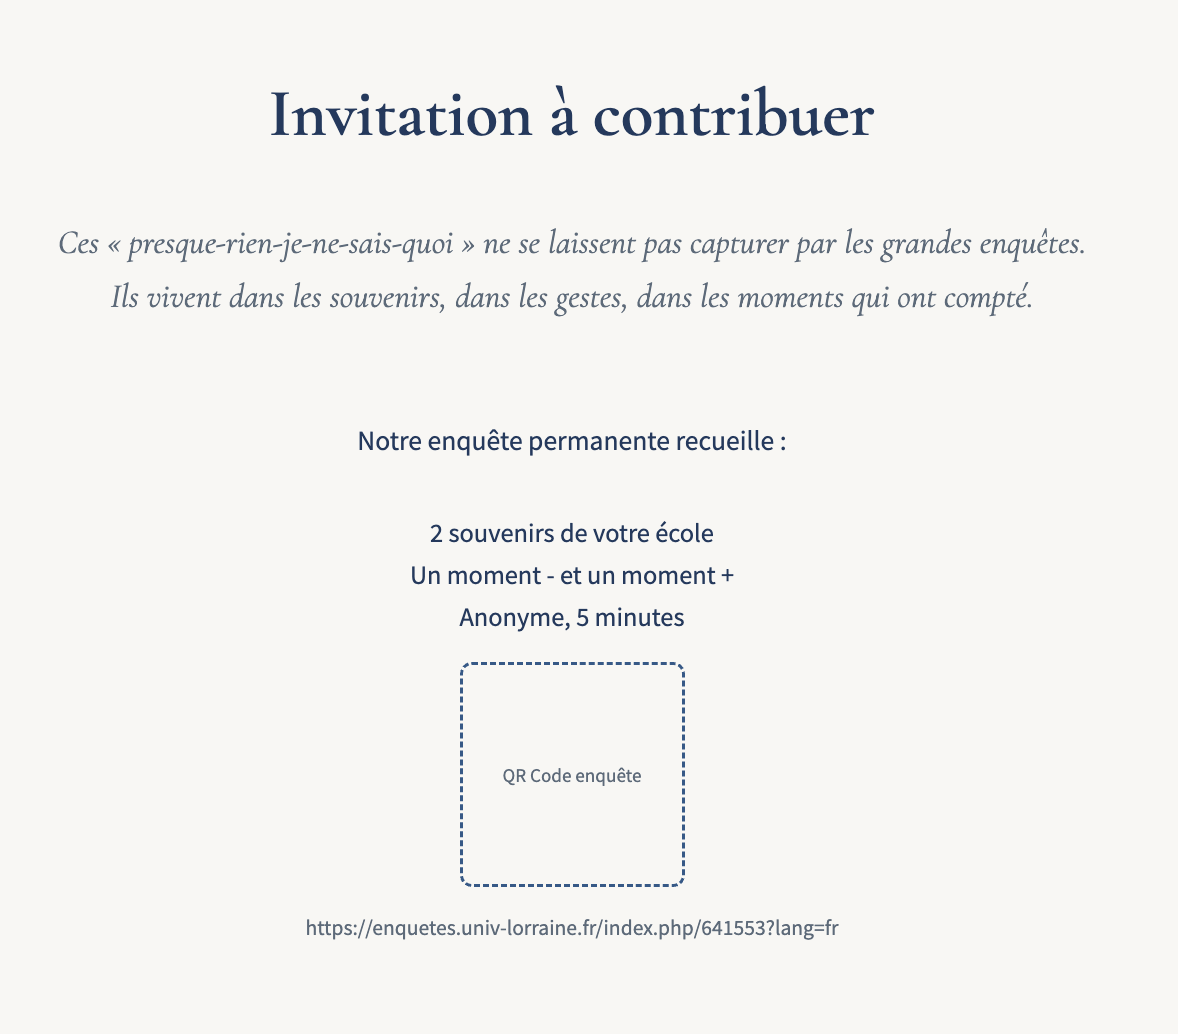 Invitation à contribuer
Ces « presque-rien-je-ne-sais-quoi » ne se laissent pas capturer par les grandes enquêtes.
Ils vivent dans les souvenirs, dans les gestes, dans les moments qui ont compté.
Notre enquête permanente recueille :
2 souvenirs de votre école
Un moment - et un moment +
Anonyme, 5 minutes
QR Code enquête
https://enquetes.univ-lorraine.fr/index.php/641553?lang=fr